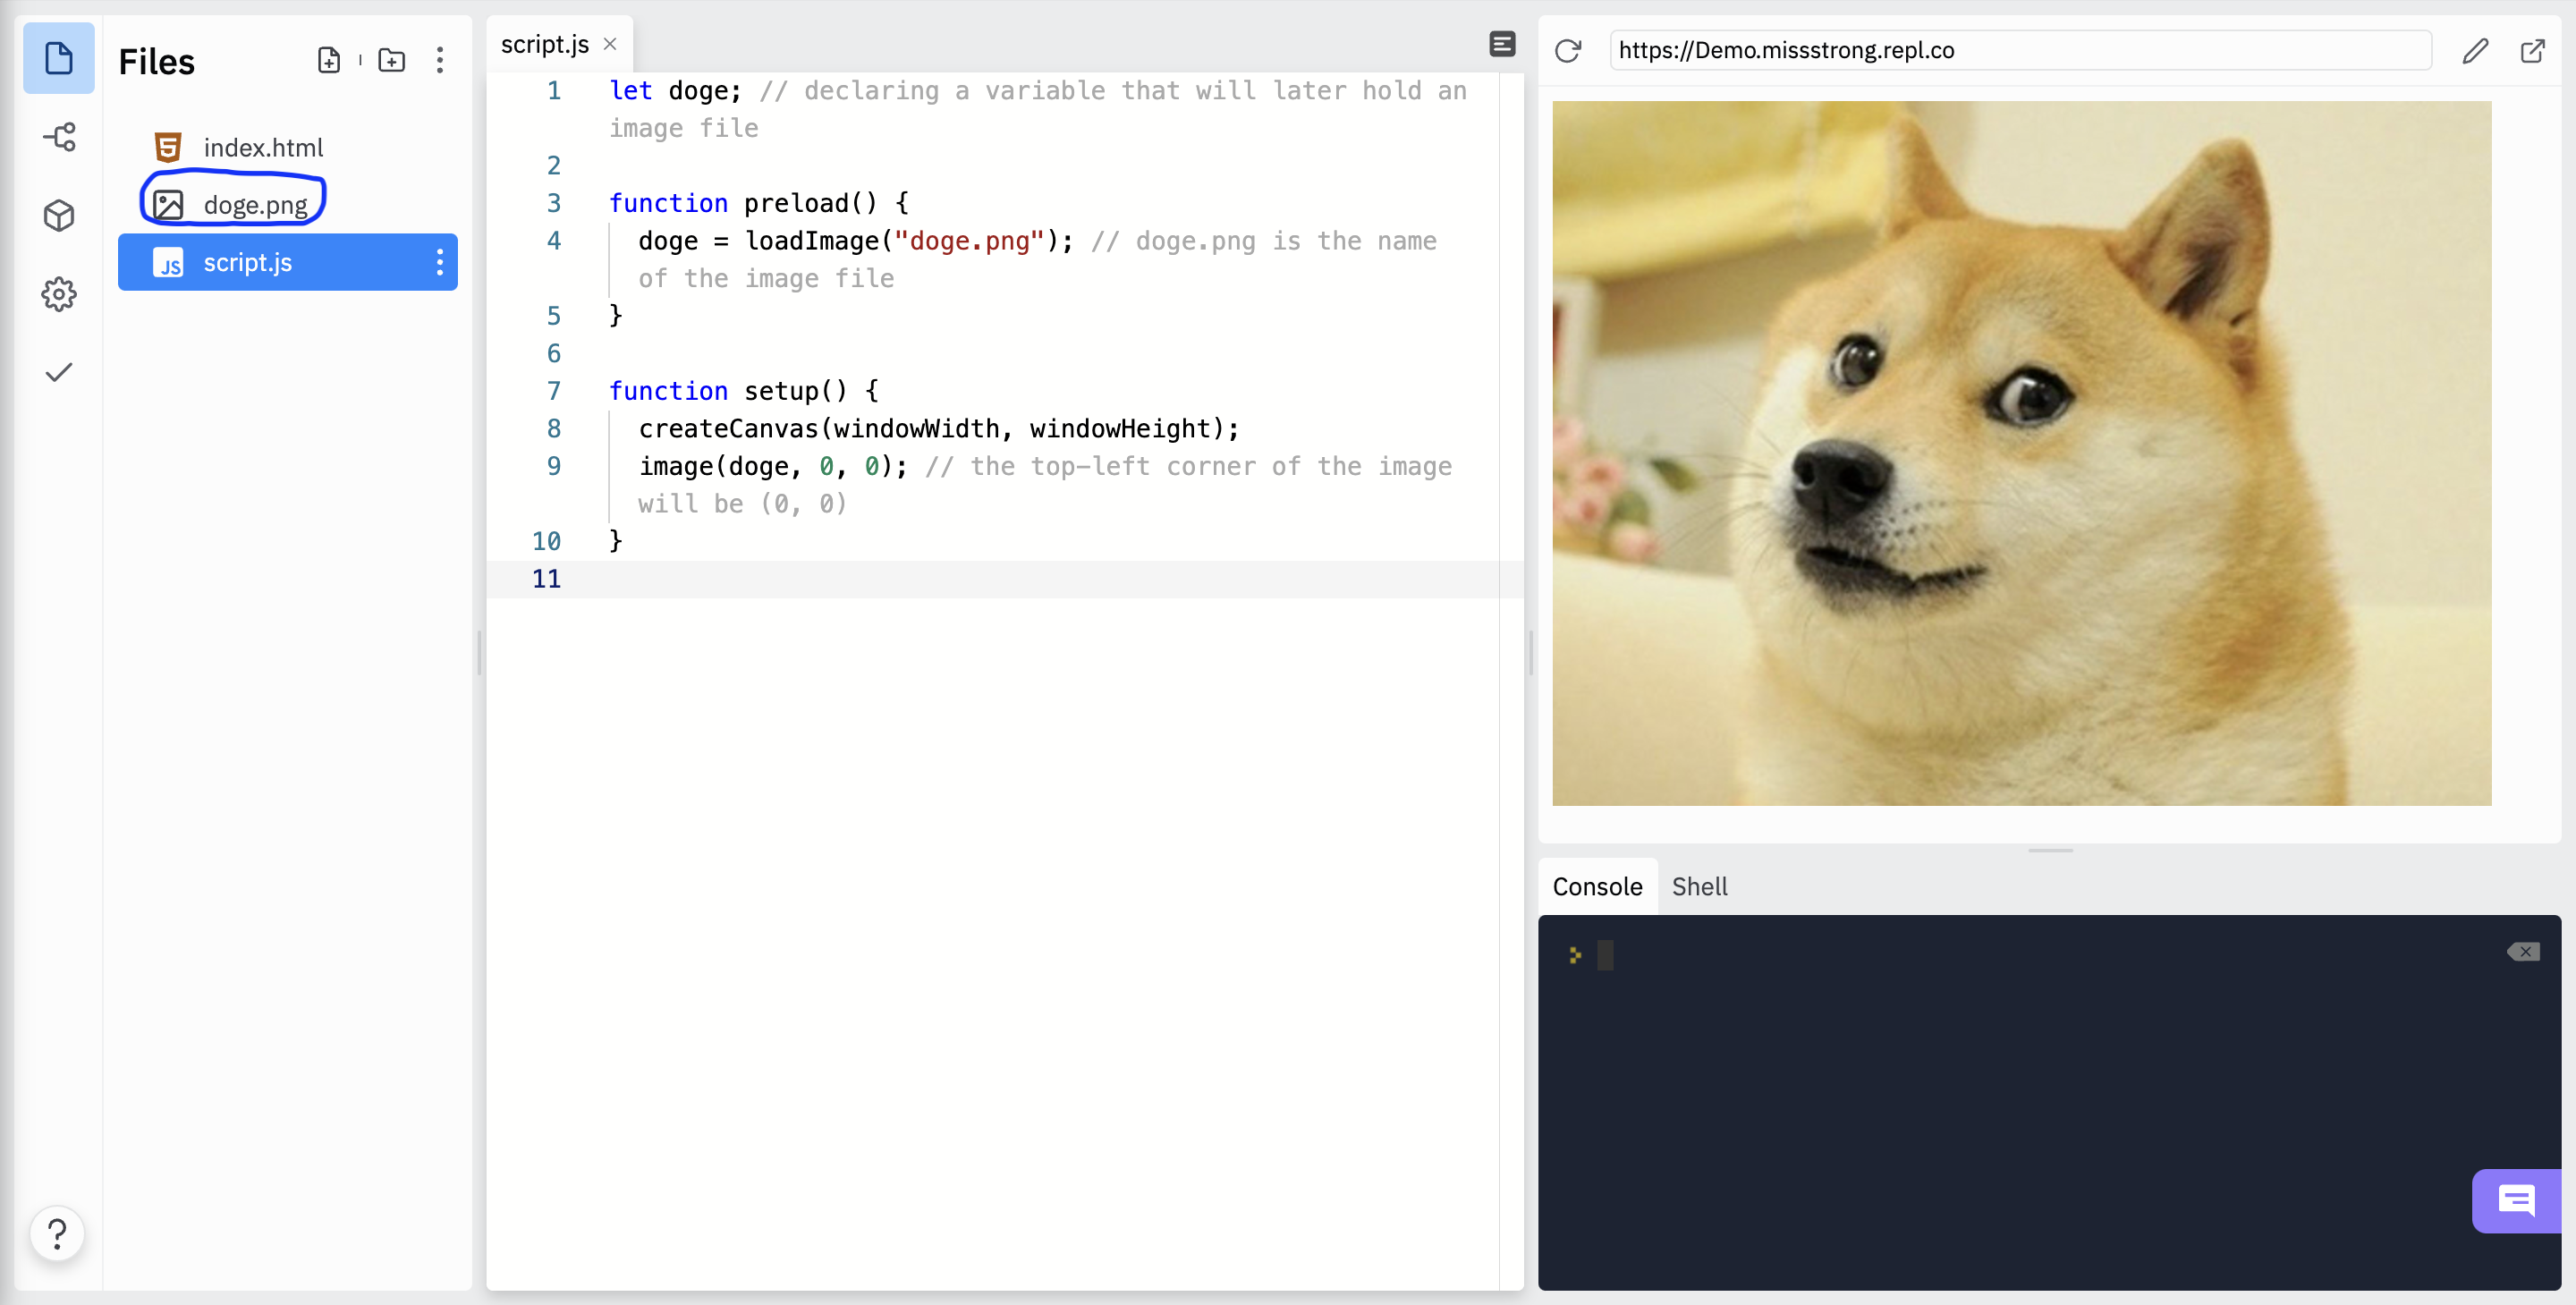 Files
index.html
doge.png
JS script.js
?
script.js
1 let doge; // declaring a variable that will later hold an
image file
2
3 function preload() {
4 doge = loadImage("doge.png"); // doge.png is the name
of the image file
5 }
6
7 function setup() {
8 createCanvas(windowWidth, windowHeight);
9 image(doge, 0, 0); // the top-left corner of the image
will be (0, 0)
10 }
11
https://Demo.missstrong.repl.co
Console Shell